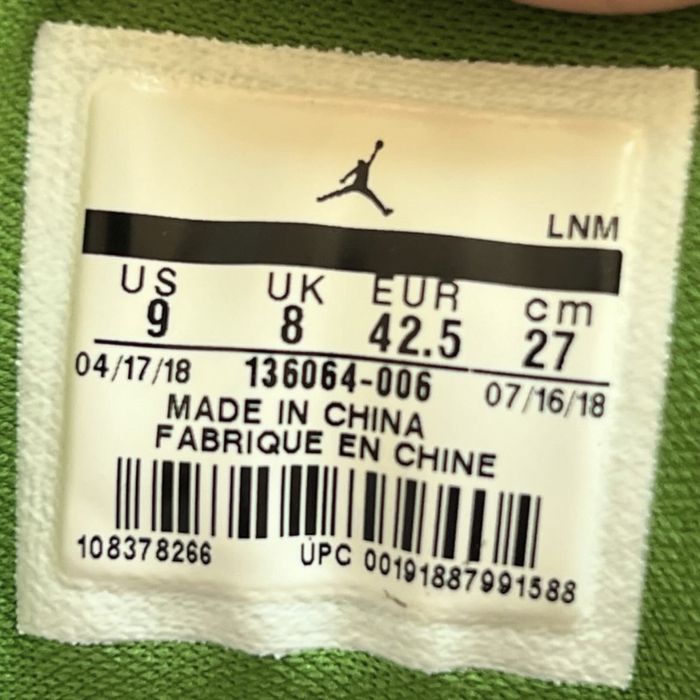 LNM
US UK EUR cm
9 8 42.5 27
04/17/18 136064-006 07/16/18
MADE IN CHINA
FABRIQUE EN CHINE
108378266 UPC 00191887991588